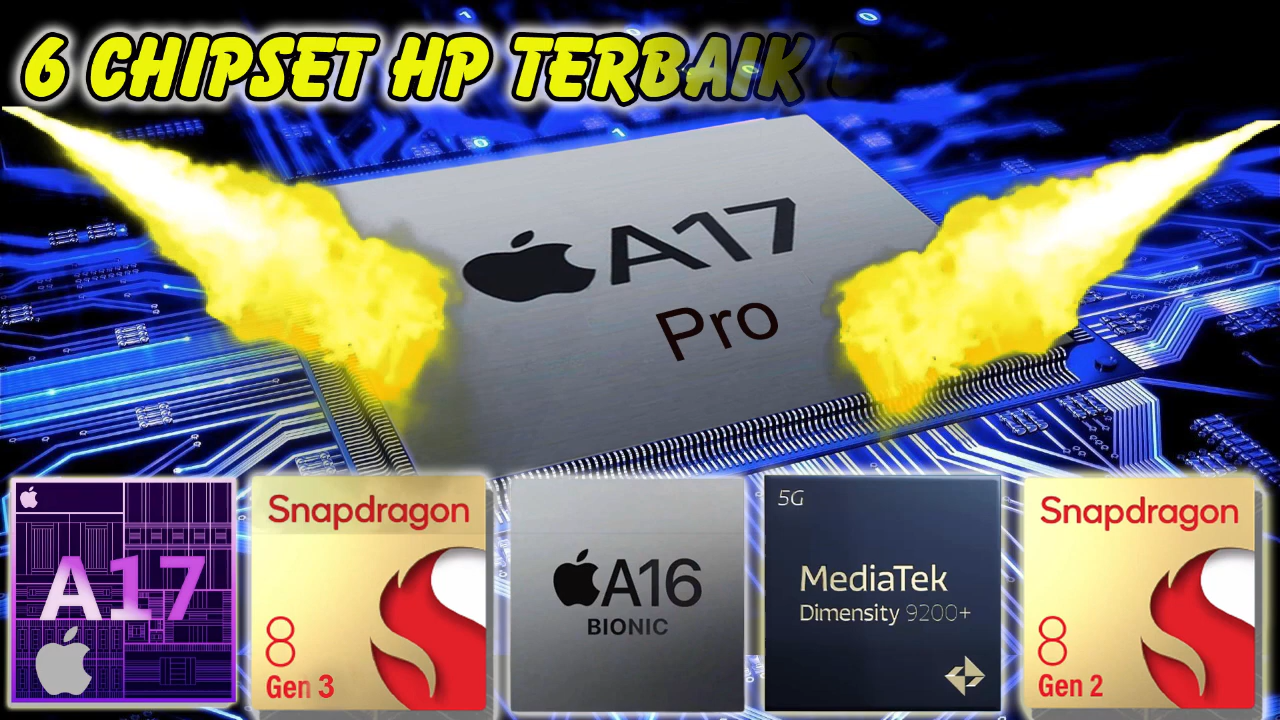 6 CHIPSET HP TERBAIK
A17
Pro
A17
Snapdragon
8
Gen 3
A16
BIONIC
5G
MediaTek
Dimensity 9200+
Snapdragon
8
Gen 2